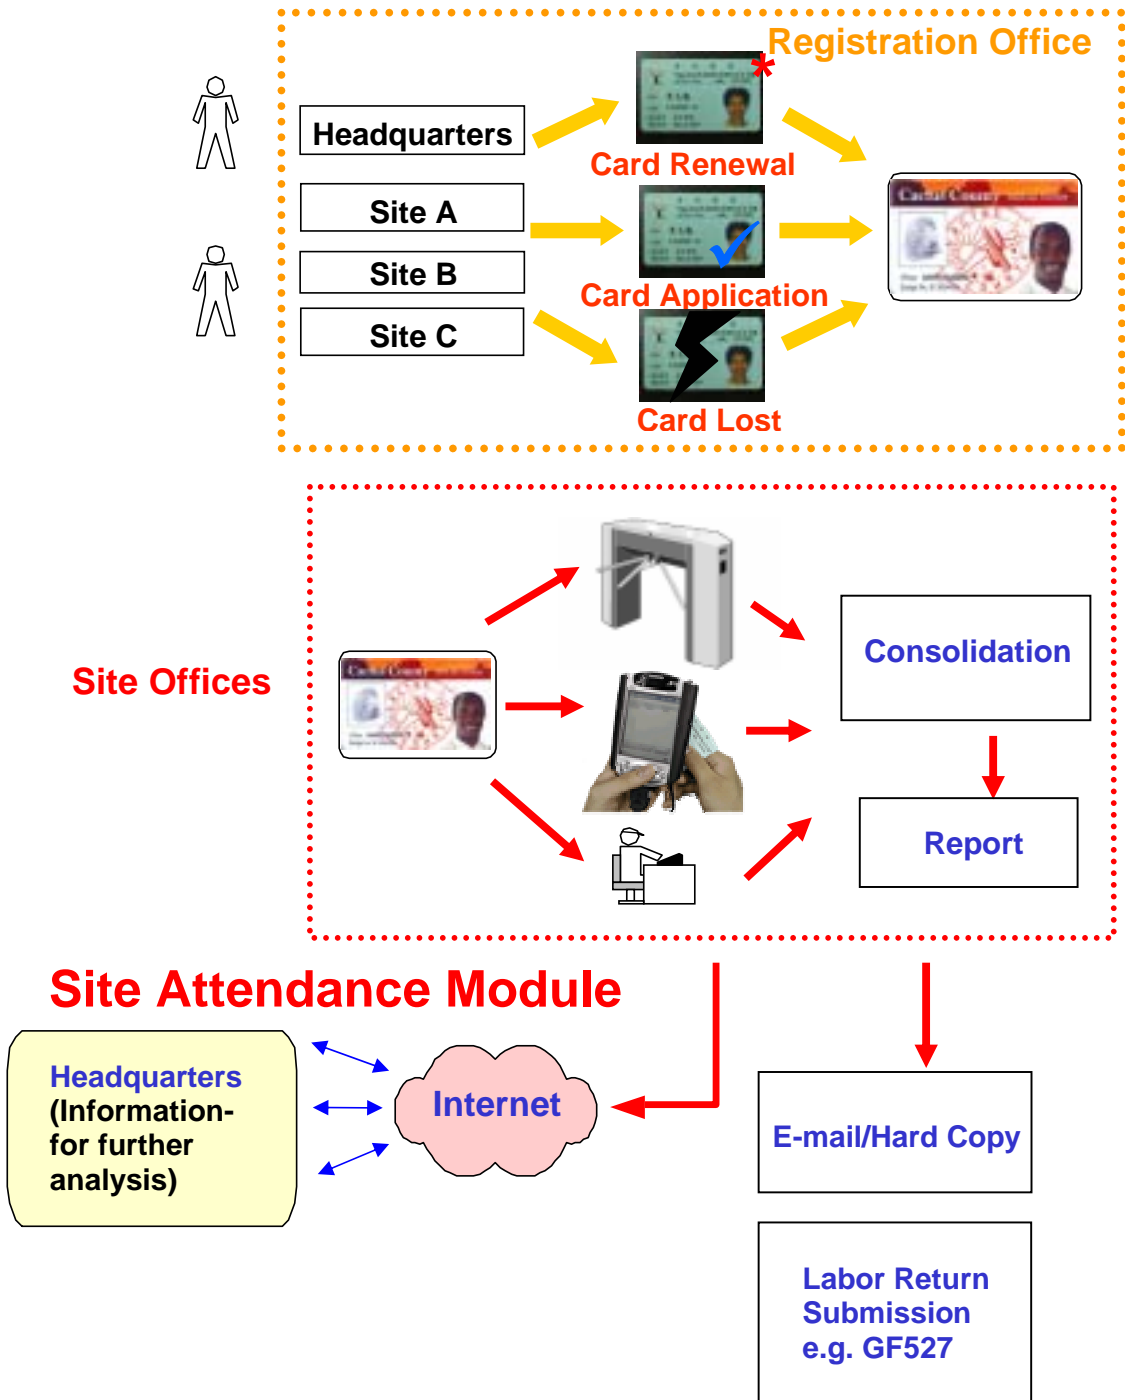 Registration Office
Headquarters
Card Renewal
Site A
Site B
Card Application
Site C
Card Lost
Consolidation
Site Offices
Report
Site Attendance Module
Headquarters
(Information-
for further
analysis)
Internet
E-mail/Hard Copy
Labor Return
Submission
e.g. GF527